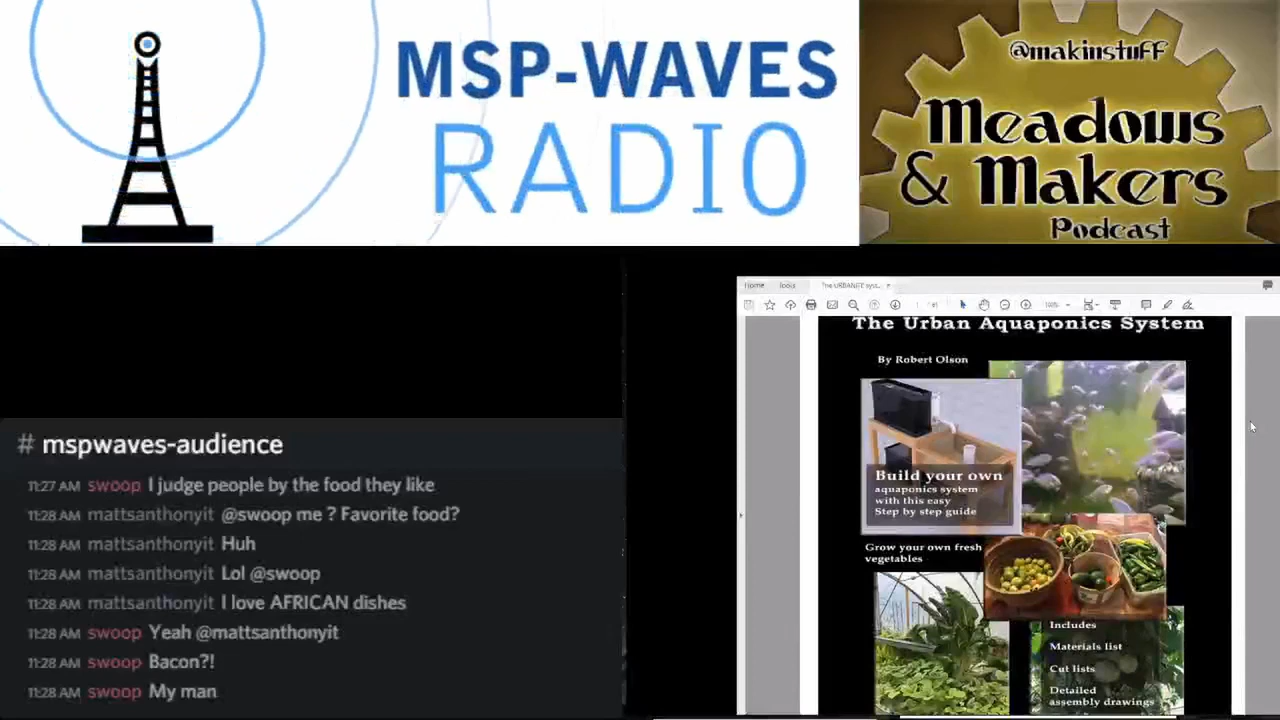 MSP-WAVES
RADIO
@makinstuff
Meadows
& Makers
Podcast
# mspwaves-audience
11:27 AM swoop I judge people by the food they like
11:28 AM mattsanthonyit @swoop me ? Favorite food?
11:28 AM mattsanthonyit Huh
11:28 AM mattsanthonyit Lol @swoop
11:28 AM mattsanthonyit I love AFRICAN dishes
11:28 AM swoop Yeah @mattsanthonyit
11:28 AM swoop Bacon?!
11:28 AM swoop My man
Home Tools
The Urban Aquaponics System
By Robert Olson
Build your own
aquaponics system
with this easy
Step by step guide
Grow your own fresh
vegetables
Includes
Materials list
Cut lists
Detailed
assembly drawings